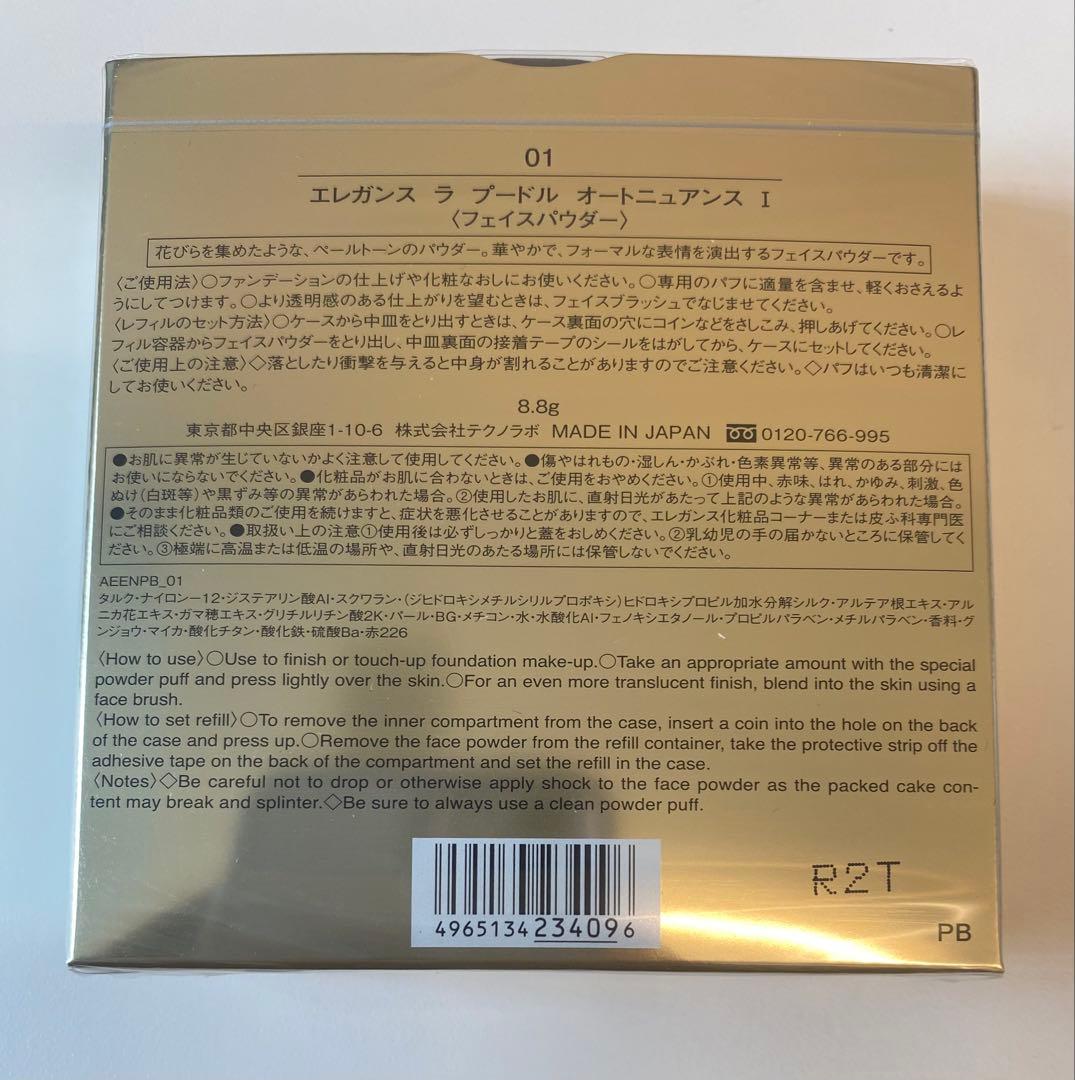 01
エレガンス ラ プードル オートニュアンス Ⅰ
〈フェイスパウダー〉
花びらを集めたような、ペールトーンのパウダー。華やかで、フォーマルな表情を演出するフェイスパウダーです。
〈ご使用法〉○ファンデーションの仕上げや化粧なおしにお使いください。○専用のパフに適量を含ませ、軽くおさえるよ
うにしてつけます。○より透明感のある仕上がりを望むときは、フェイスブラッシュでなじませてください。
〈レフィルのセット方法〉○ケースから中皿をとり出すときは、ケース裏面の穴にコインなどをさしこみ、押しあげてください。○レ
フィル容器からフェイスパウダーをとり出し、中皿裏面の接着テープのシールをはがしてから、ケースにセットしてください。
〈ご使用上の注意〉◇落としたり衝撃を与えると中身が割れることがありますのでご注意ください。◇パフはいつも清潔に
してお使いください。
8.8g
東京都中央区銀座1-10-6 株式会社テクノラボ MADE IN JAPAN 0120-766-995
●お肌に異常が生じていないかよく注意して使用してください。●傷やはれもの・湿しん・かぶれ・色素異常等、異常のある部分には
お使いにならないでください。●化粧品がお肌に合わないときは、ご使用をおやめください。①使用中、赤味、はれ、かゆみ、刺激、色
ぬけ(白斑等)や黒ずみ等の異常があらわれた場合。②使用したお肌に、直射日光があたって上記のような異常があらわれた場合。
●そのまま化粧品類のご使用を続けますと、症状を悪化させることがありますので、エレガンス化粧品コーナーまたは皮ふ科専門医
にご相談ください。●取扱い上の注意①使用後は必ずしっかりと蓋をおしめください。②乳幼児の手の届かないところに保管してく
ださい。③極端に高温または低温の場所や、直射日光のあたる場所には保管しないでください。
AEENPB_01
タルク・ナイロン-12・ジステアリン酸Al・スクワラン・(ジヒドロキシメチルシリルプロポキシ)ヒドロキシプロピル加水分解シルク・アルテア根エキス・アル
ニカ花エキス・ガマ穂エキス・グリチルリチン酸2K・パール・BG・メチコン・水・水酸化Al・フェノキシエタノール・プロピルパラベン・メチルパラベン・香料・グ
ンジョウ・マイカ・酸化チタン・酸化鉄・硫酸Ba・赤226
〈How to use〉○Use to finish or touch-up foundation make-up.○Take an appropriate amount with the special
powder puff and press lightly over the skin.○For an even more translucent finish, blend into the skin using a
face brush.
〈How to set refill〉○To remove the inner compartment from the case, insert a coin into the hole on the back
of the case and press up.○Remove the face powder from the refill container, take the protective strip off the
adhesive tape on the back of the compartment and set the refill in the case.
〈Notes〉◇Be careful not to drop or otherwise apply shock to the face powder as the packed cake con-
tent may break and splinter.◇Be sure to always use a clean powder puff.
4965134234096
R2T
PB